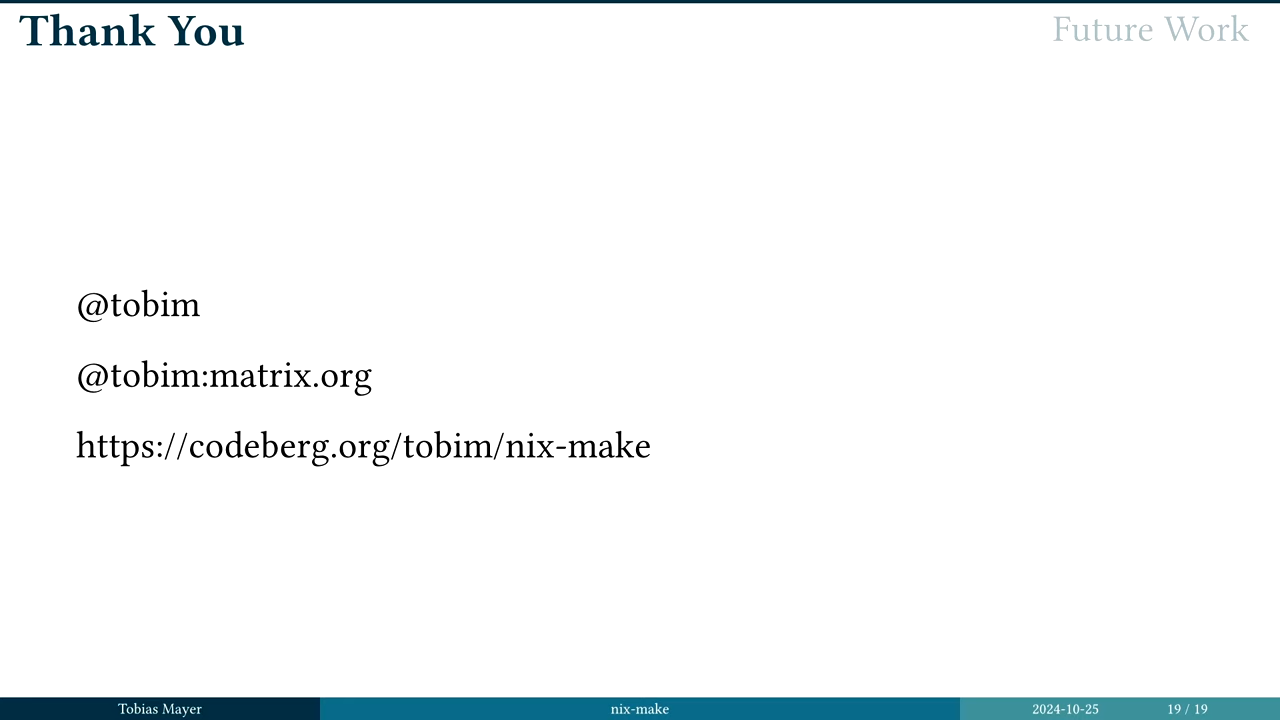 Thank You
Future Work
@tobim
@tobim:matrix.org
https://codeberg.org/tobim/nix-make
Tobias Mayer
nix-make
2024-10-25
19 / 19